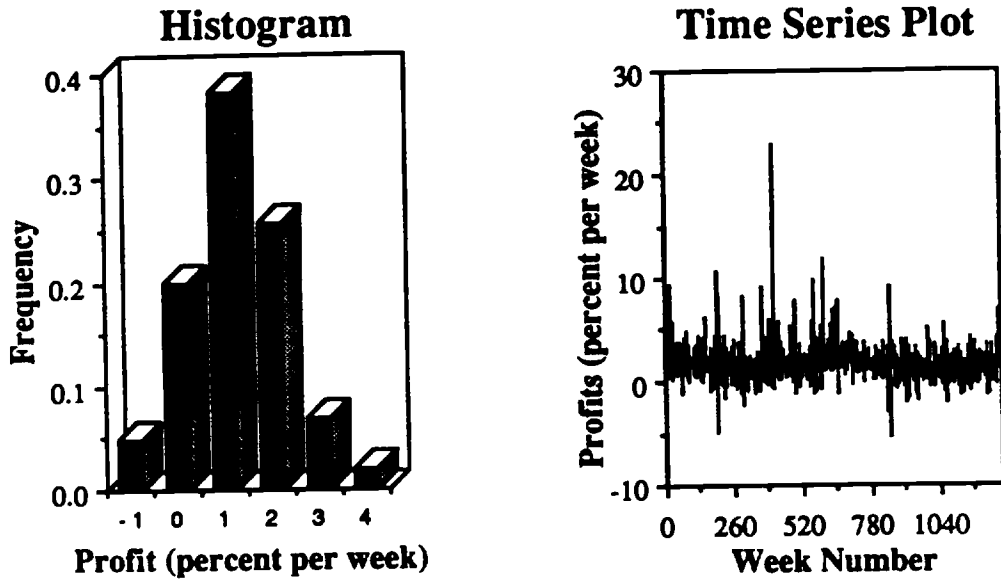 Histogram
0.4
0.3
0.2
0.1
0.0
Frequency
-1 0 1 2 3 4
Profit (percent per week)
Time Series Plot
30
20
10
0
-10
Profits (percent per week)
0 260 520 780 1040
Week Number